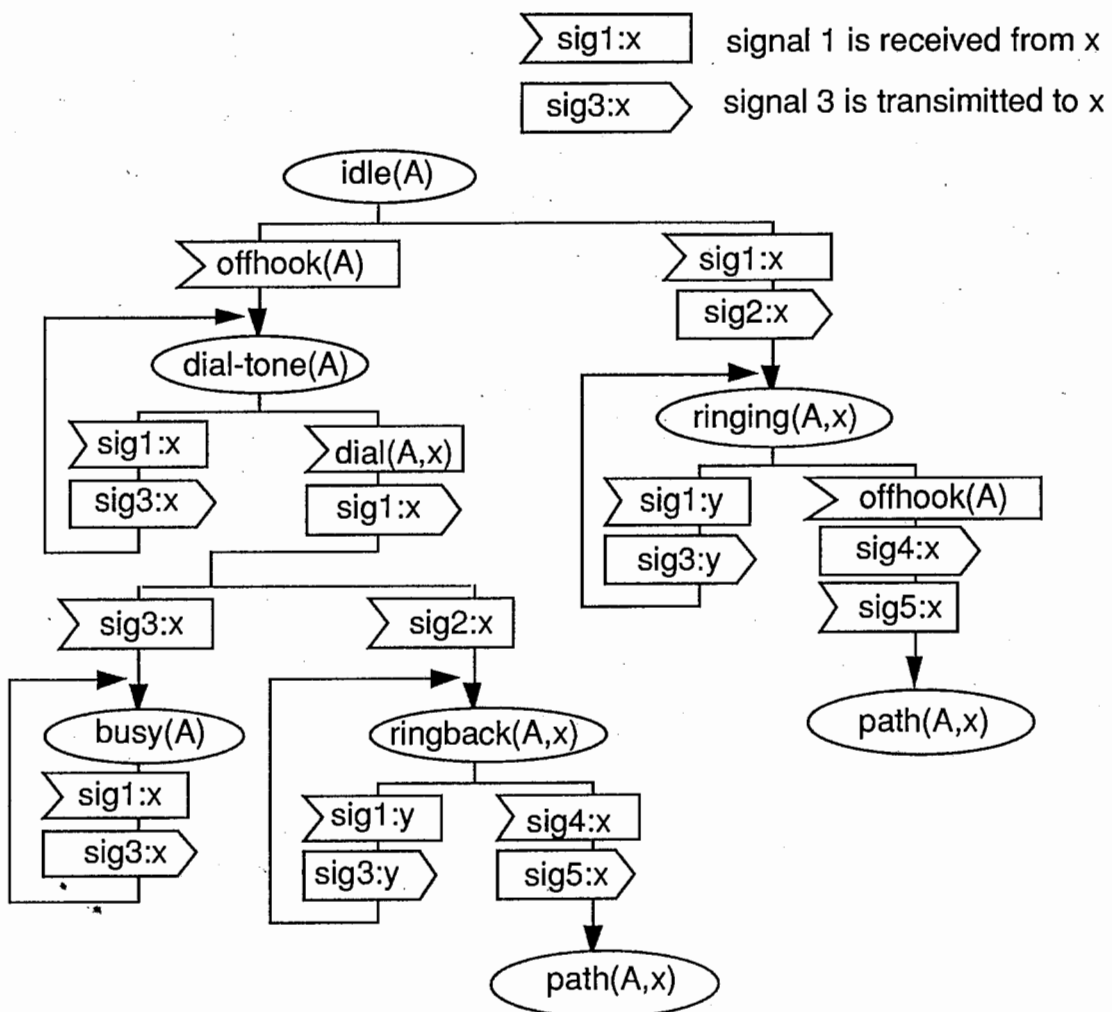 sig1:x signal 1 is received from x
sig3:x signal 3 is transimitted to x
idle(A)
offhook(A)
sig1:x
sig2:x
dial-tone(A)
ringing(A,x)
sig1:x
dial(A,x)
sig3:x
sig1:x
sig1:y
offhook(A)
sig3:y
sig4:x
sig5:x
sig3:x
sig2:x
busy(A)
ringback(A,x)
path(A,x)
sig1:x
sig3:x
sig1:y
sig4:x
sig3:y
sig5:x
path(A,x)